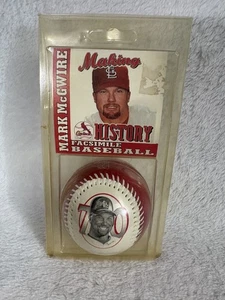 MARK McGWIRE
Making
HISTORY
FACSIMILE
BASEBALL
70